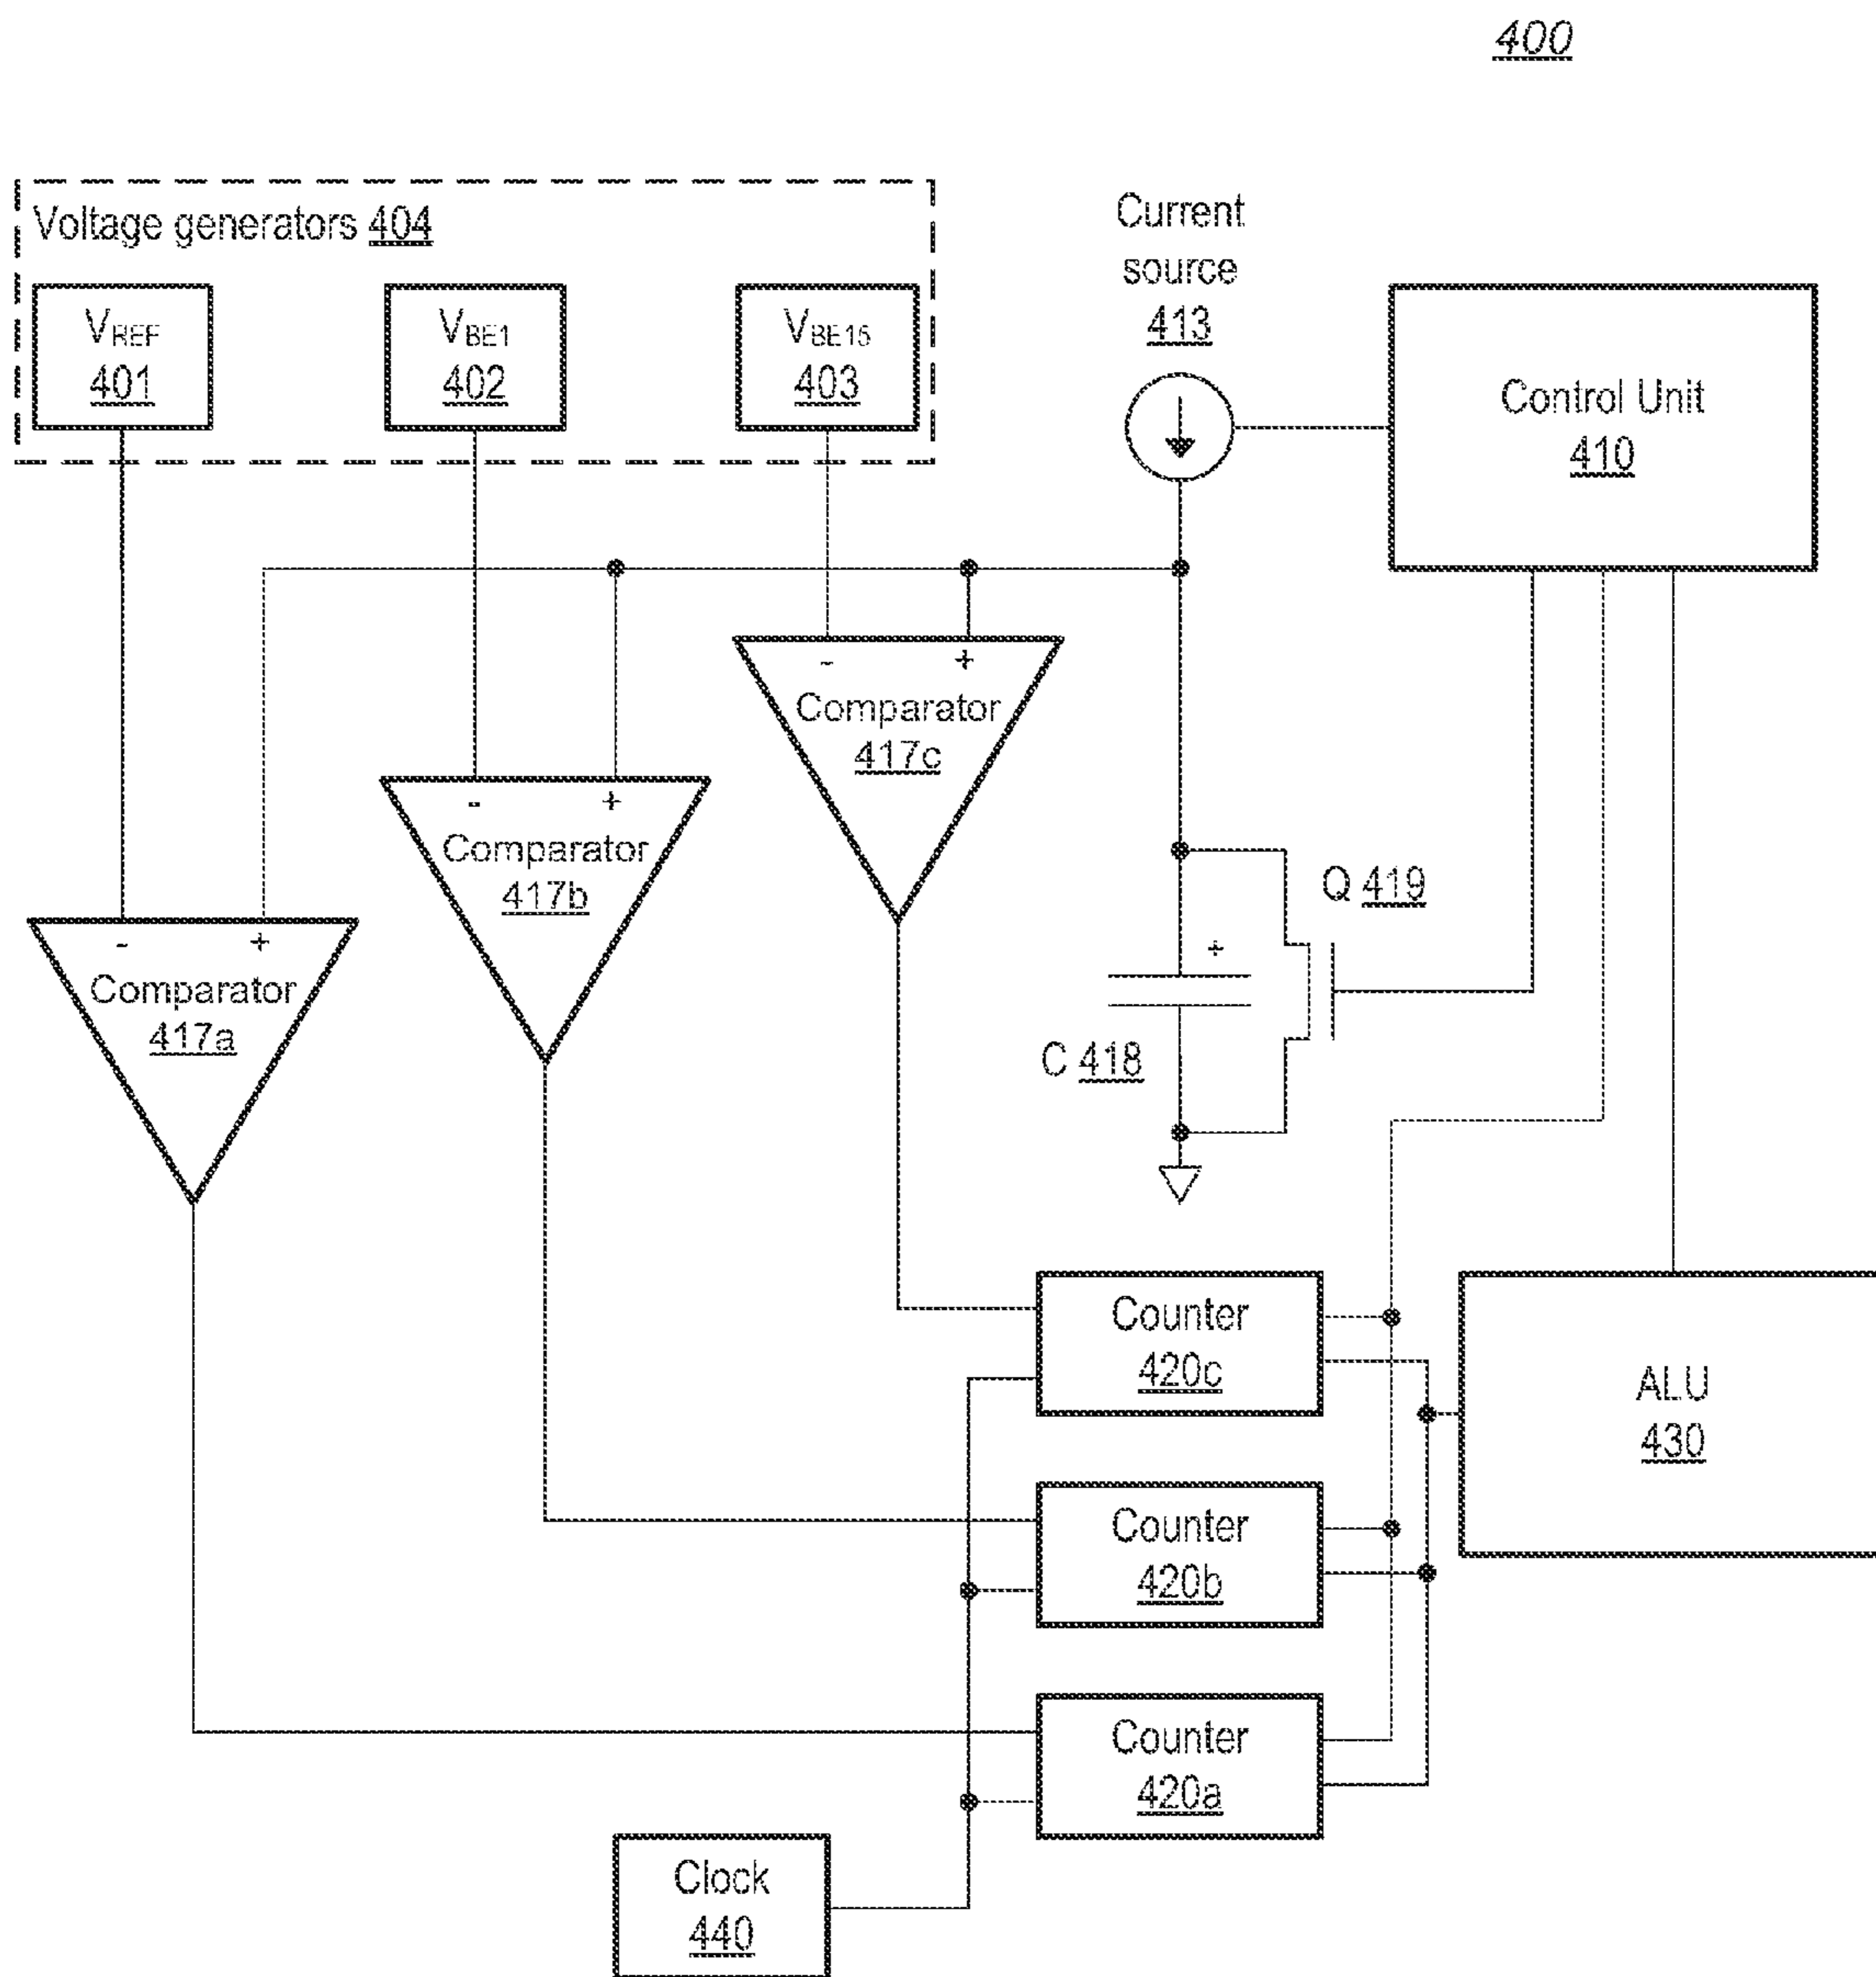 400
Voltage generators 404
VREF
401
VBE1
402
VBE15
403
Current
source
413
Control Unit
410
- +
Comparator
417c
- +
Comparator
417b
- +
Comparator
417a
Q 419
+
C 418
Counter
420c
ALU
430
Counter
420b
Counter
420a
Clock
440